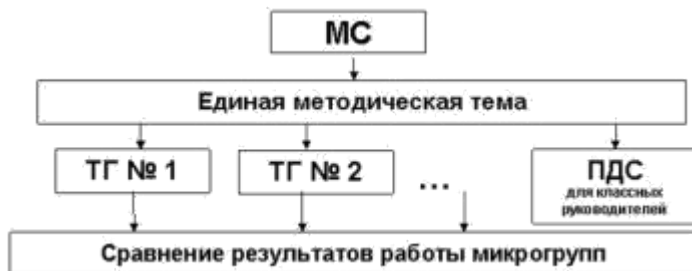 МС
Единая методическая тема
ТГ № 1
ТГ № 2
...
ПДС
для классных
руководителей
Сравнение результатов работы микрогрупп